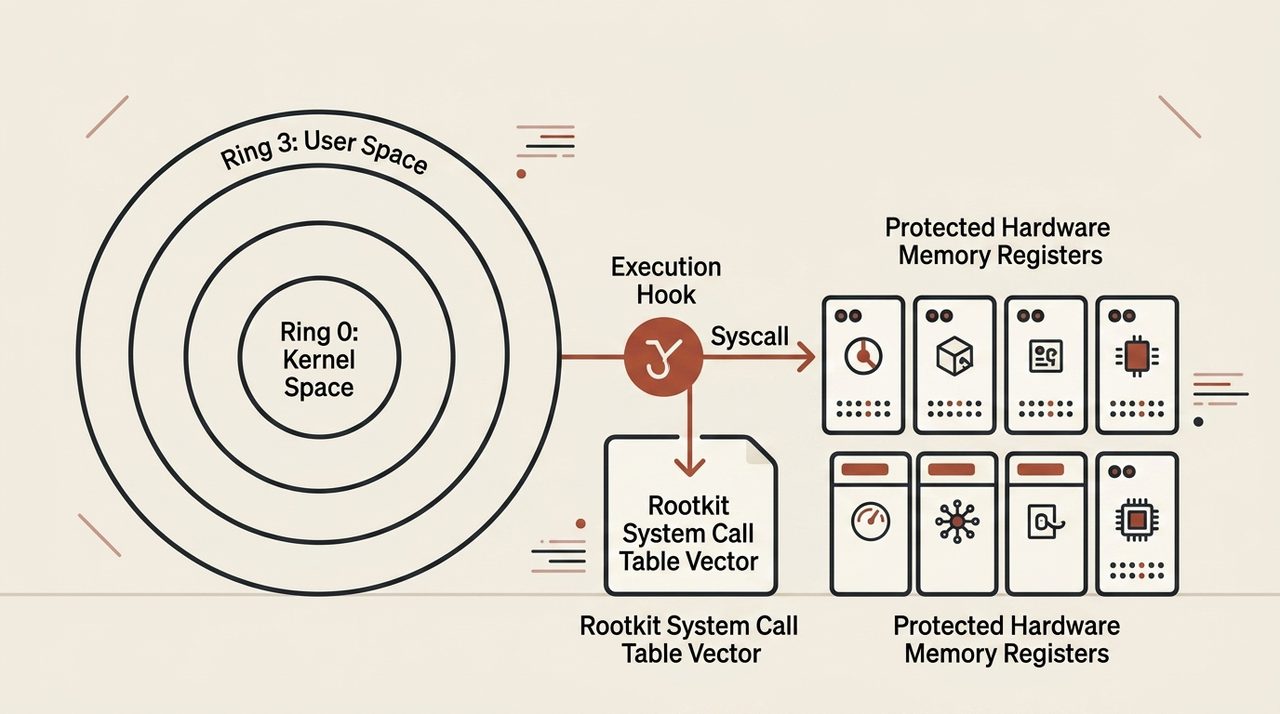 Ring 3: User Space
Ring 0:
Kernel
Space
Execution
Hook
Syscall
Rootkit
System Call
Table Vector
Rootkit System Call
Table Vector
Protected Hardware
Memory Registers
Protected Hardware
Memory Registers